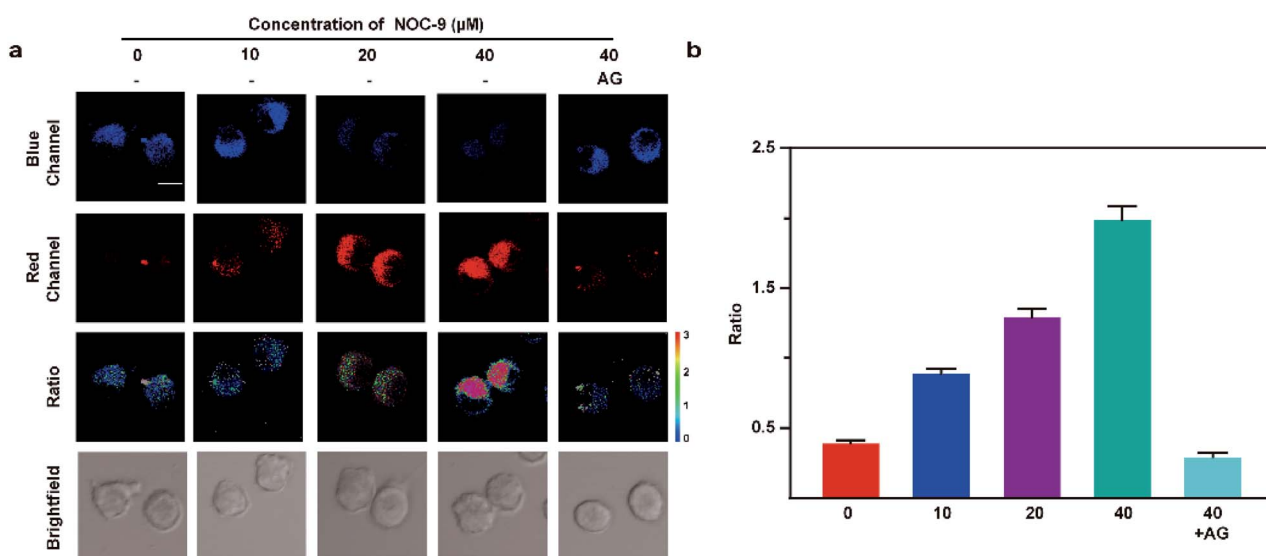 Concentration of NOC-9 (µM)
a
0 10 20 40 40
- - - - AG
Blue
Channel
Red
Channel
Ratio
3
2
1
0
Brightfield
b
2.5
1.5
0.5
Ratio
0 10 20 40 40
+AG